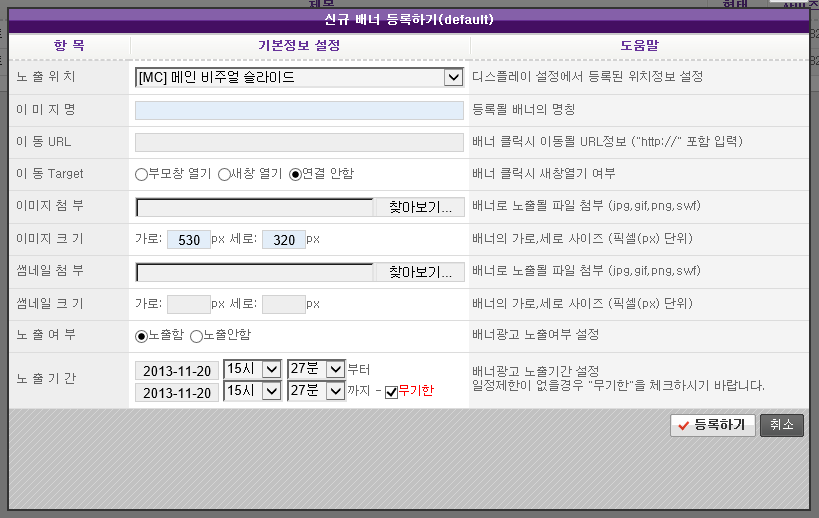 제목 형태 사이즈
신규 배너 등록하기(default)
항 목 기본정보 설정 도움말
노 출 위 치 [MC] 메인 비주얼 슬라이드 디스플레이 설정에서 등록된 위치정보 설정
이 미 지 명 등록될 배너의 명칭
이 동 URL 배너 클릭시 이동될 URL정보 ("http://" 포함 입력)
이 동 Target 부모창 열기 새창 열기 연결 안함 배너 클릭시 새창열기 여부
이미지 첨 부 찾아보기... 배너로 노출될 파일 첨부 (jpg,gif,png,swf)
이미지 크 기 가로: 530 px 세로: 320 px 배너의 가로,세로 사이즈 (픽셀(px) 단위)
썸네일 첨 부 찾아보기... 배너로 노출될 파일 첨부 (jpg,gif,png,swf)
썸네일 크 기 가로: px 세로: px 배너의 가로,세로 사이즈 (픽셀(px) 단위)
노 출 여 부 노출함 노출안함 배너광고 노출여부 설정
노 출 기 간 2013-11-20 15시 27분 부터 배너광고 노출기간 설정
2013-11-20 15시 27분 까지 - 무기한 일정제한이 없을경우 "무기한"을 체크하시기 바랍니다.
등록하기 취소